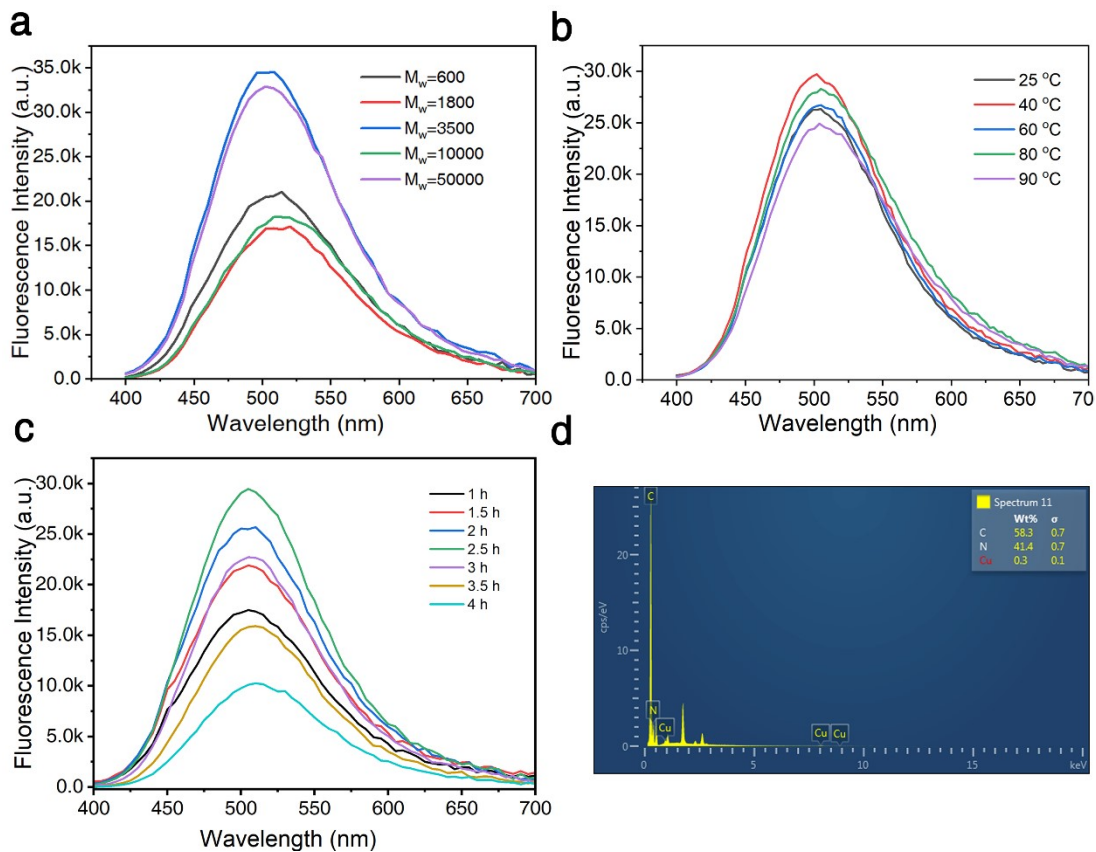 a
Fluorescence Intensity (a.u.)
35.0k
30.0k
25.0k
20.0k
15.0k
10.0k
5.0k
0.0
400 450 500 550 600 650 700
Wavelength (nm)
Mw=600
Mw=1800
Mw=3500
Mw=10000
Mw=50000
b
Fluorescence Intensity (a.u.)
30.0k
25.0k
20.0k
15.0k
10.0k
5.0k
0.0
400 450 500 550 600 650 70
Wavelength (nm)
25 °C
40 °C
60 °C
80 °C
90 °C
c
Fluorescence Intensity (a.u.)
30.0k
25.0k
20.0k
15.0k
10.0k
5.0k
0.0
400 450 500 550 600 650 700
Wavelength (nm)
1 h
1.5 h
2 h
2.5 h
3 h
3.5 h
4 h
d
Spectrum 11
Wt% σ
C 58.3 0.7
N 41.4 0.7
Cu 0.3 0.1
cps/eV
20
10
0
C
N
Cu
Cu Cu
0 5 10 15 keV